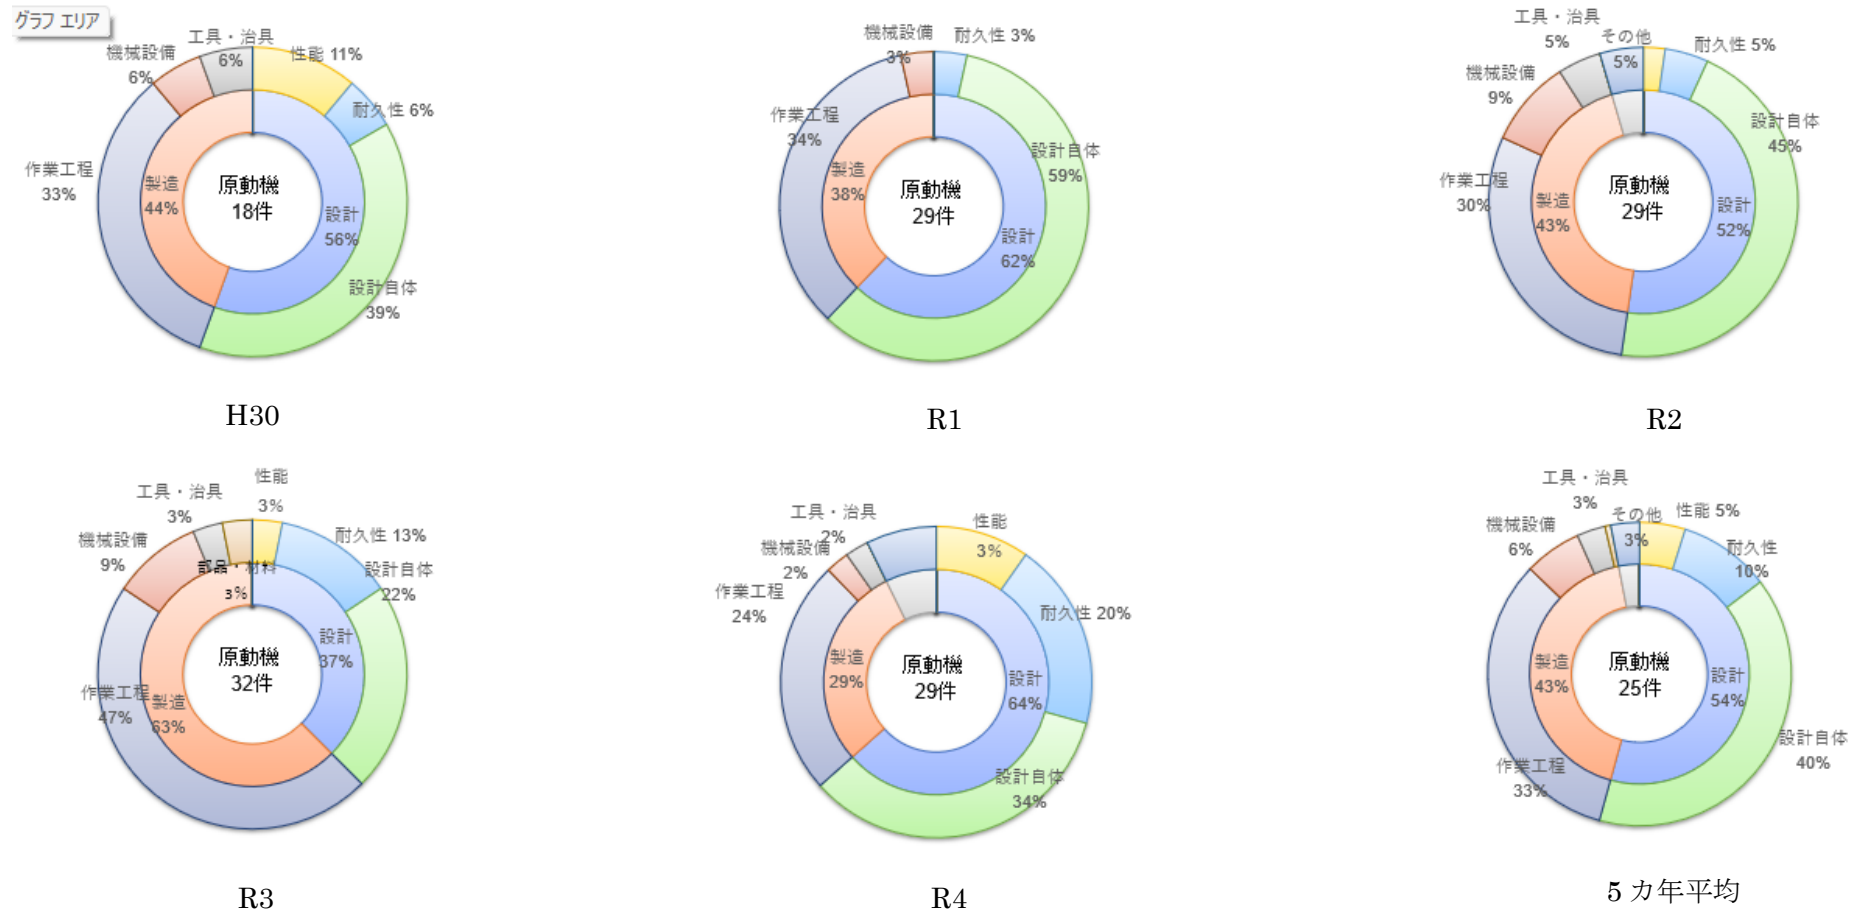 グラフ エリア
工具・治具
6%
機械設備
6%
性能 11%
耐久性 6%
作業工程
33%
製造
44%
原動機
18件
設計
56%
設計自体
39%
H30
機械設備
3%
耐久性 3%
作業工程
34%
製造
38%
原動機
29件
設計自体
59%
設計
62%
R1
工具・治具
5%
その他
5%
耐久性 5%
機械設備
9%
設計自体
45%
作業工程
30%
製造
43%
原動機
29件
設計
52%
R2
性能
3%
工具・治具
3%
機械設備
9%
耐久性 13%
部品・材料
3%
設計自体
22%
設計
37%
原動機
32件
作業工程
47%
製造
63%
R3
工具・治具
2%
性能
3%
機械設備
2%
作業工程
24%
耐久性 20%
製造
29%
原動機
29件
設計
64%
設計自体
34%
R4
工具・治具
3%
その他
3%
性能 5%
機械設備
6%
耐久性
10%
製造
43%
原動機
25件
設計
54%
設計自体
40%
作業工程
33%
5 カ年平均